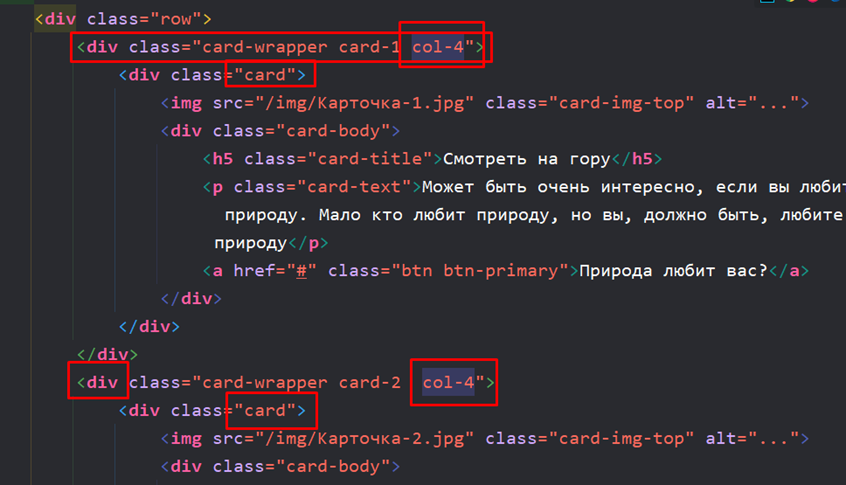 <div class="row">
<div class="card-wrapper card-1 col-4">
<div class="card">
<img src="/img/Карточка-1.jpg" class="card-img-top" alt="...">
<div class="card-body">
<h5 class="card-title">Смотреть на гору</h5>
<p class="card-text">Может быть очень интересно, если вы любит
природу. Мало кто любит природу, но вы, должно быть, любите
природу</p>
<a href="#" class="btn btn-primary">Природа любит вас?</a>
</div>
</div>
</div>
<div class="card-wrapper card-2  col-4">
<div class="card">
<img src="/img/Карточка-2.jpg" class="card-img-top" alt="...">
<div class="card-body">